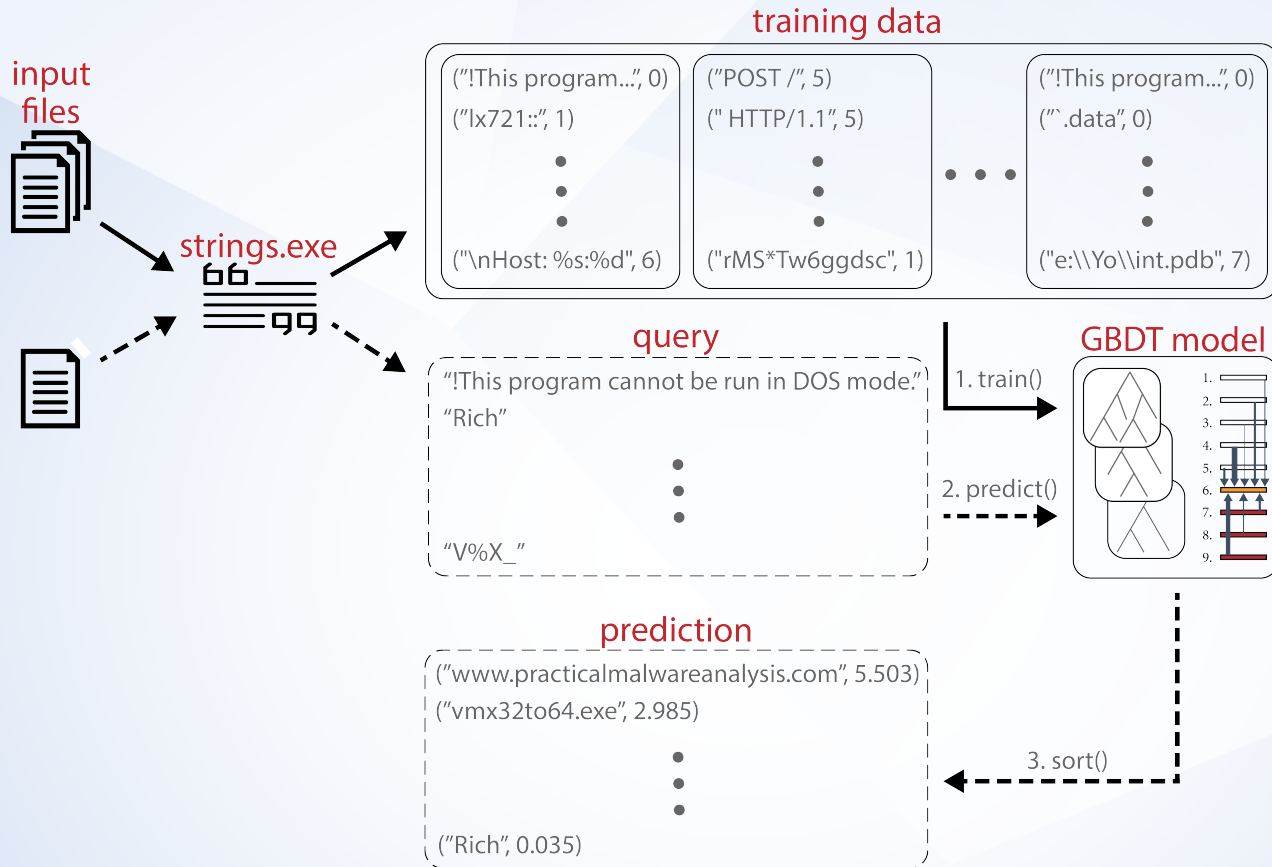 training data
input
files
("!This program...", 0)
("lx721::", 1)
("\nHost: %s:%d", 6)
("POST /", 5)
(" HTTP/1.1", 5)
("rMS*Tw6ggdsc", 1)
("!This program...", 0)
("`.data", 0)
("e:\\Yo\\int.pdb", 7)
strings.exe
query
“!This program cannot be run in DOS mode.”
“Rich”
“V%X_”
1. train()
2. predict()
GBDT model
1.
2.
3.
4.
5.
6.
7.
8.
9.
3. sort()
prediction
("www.practicalmalwareanalysis.com", 5.503)
("vmx32to64.exe", 2.985)
("Rich", 0.035)